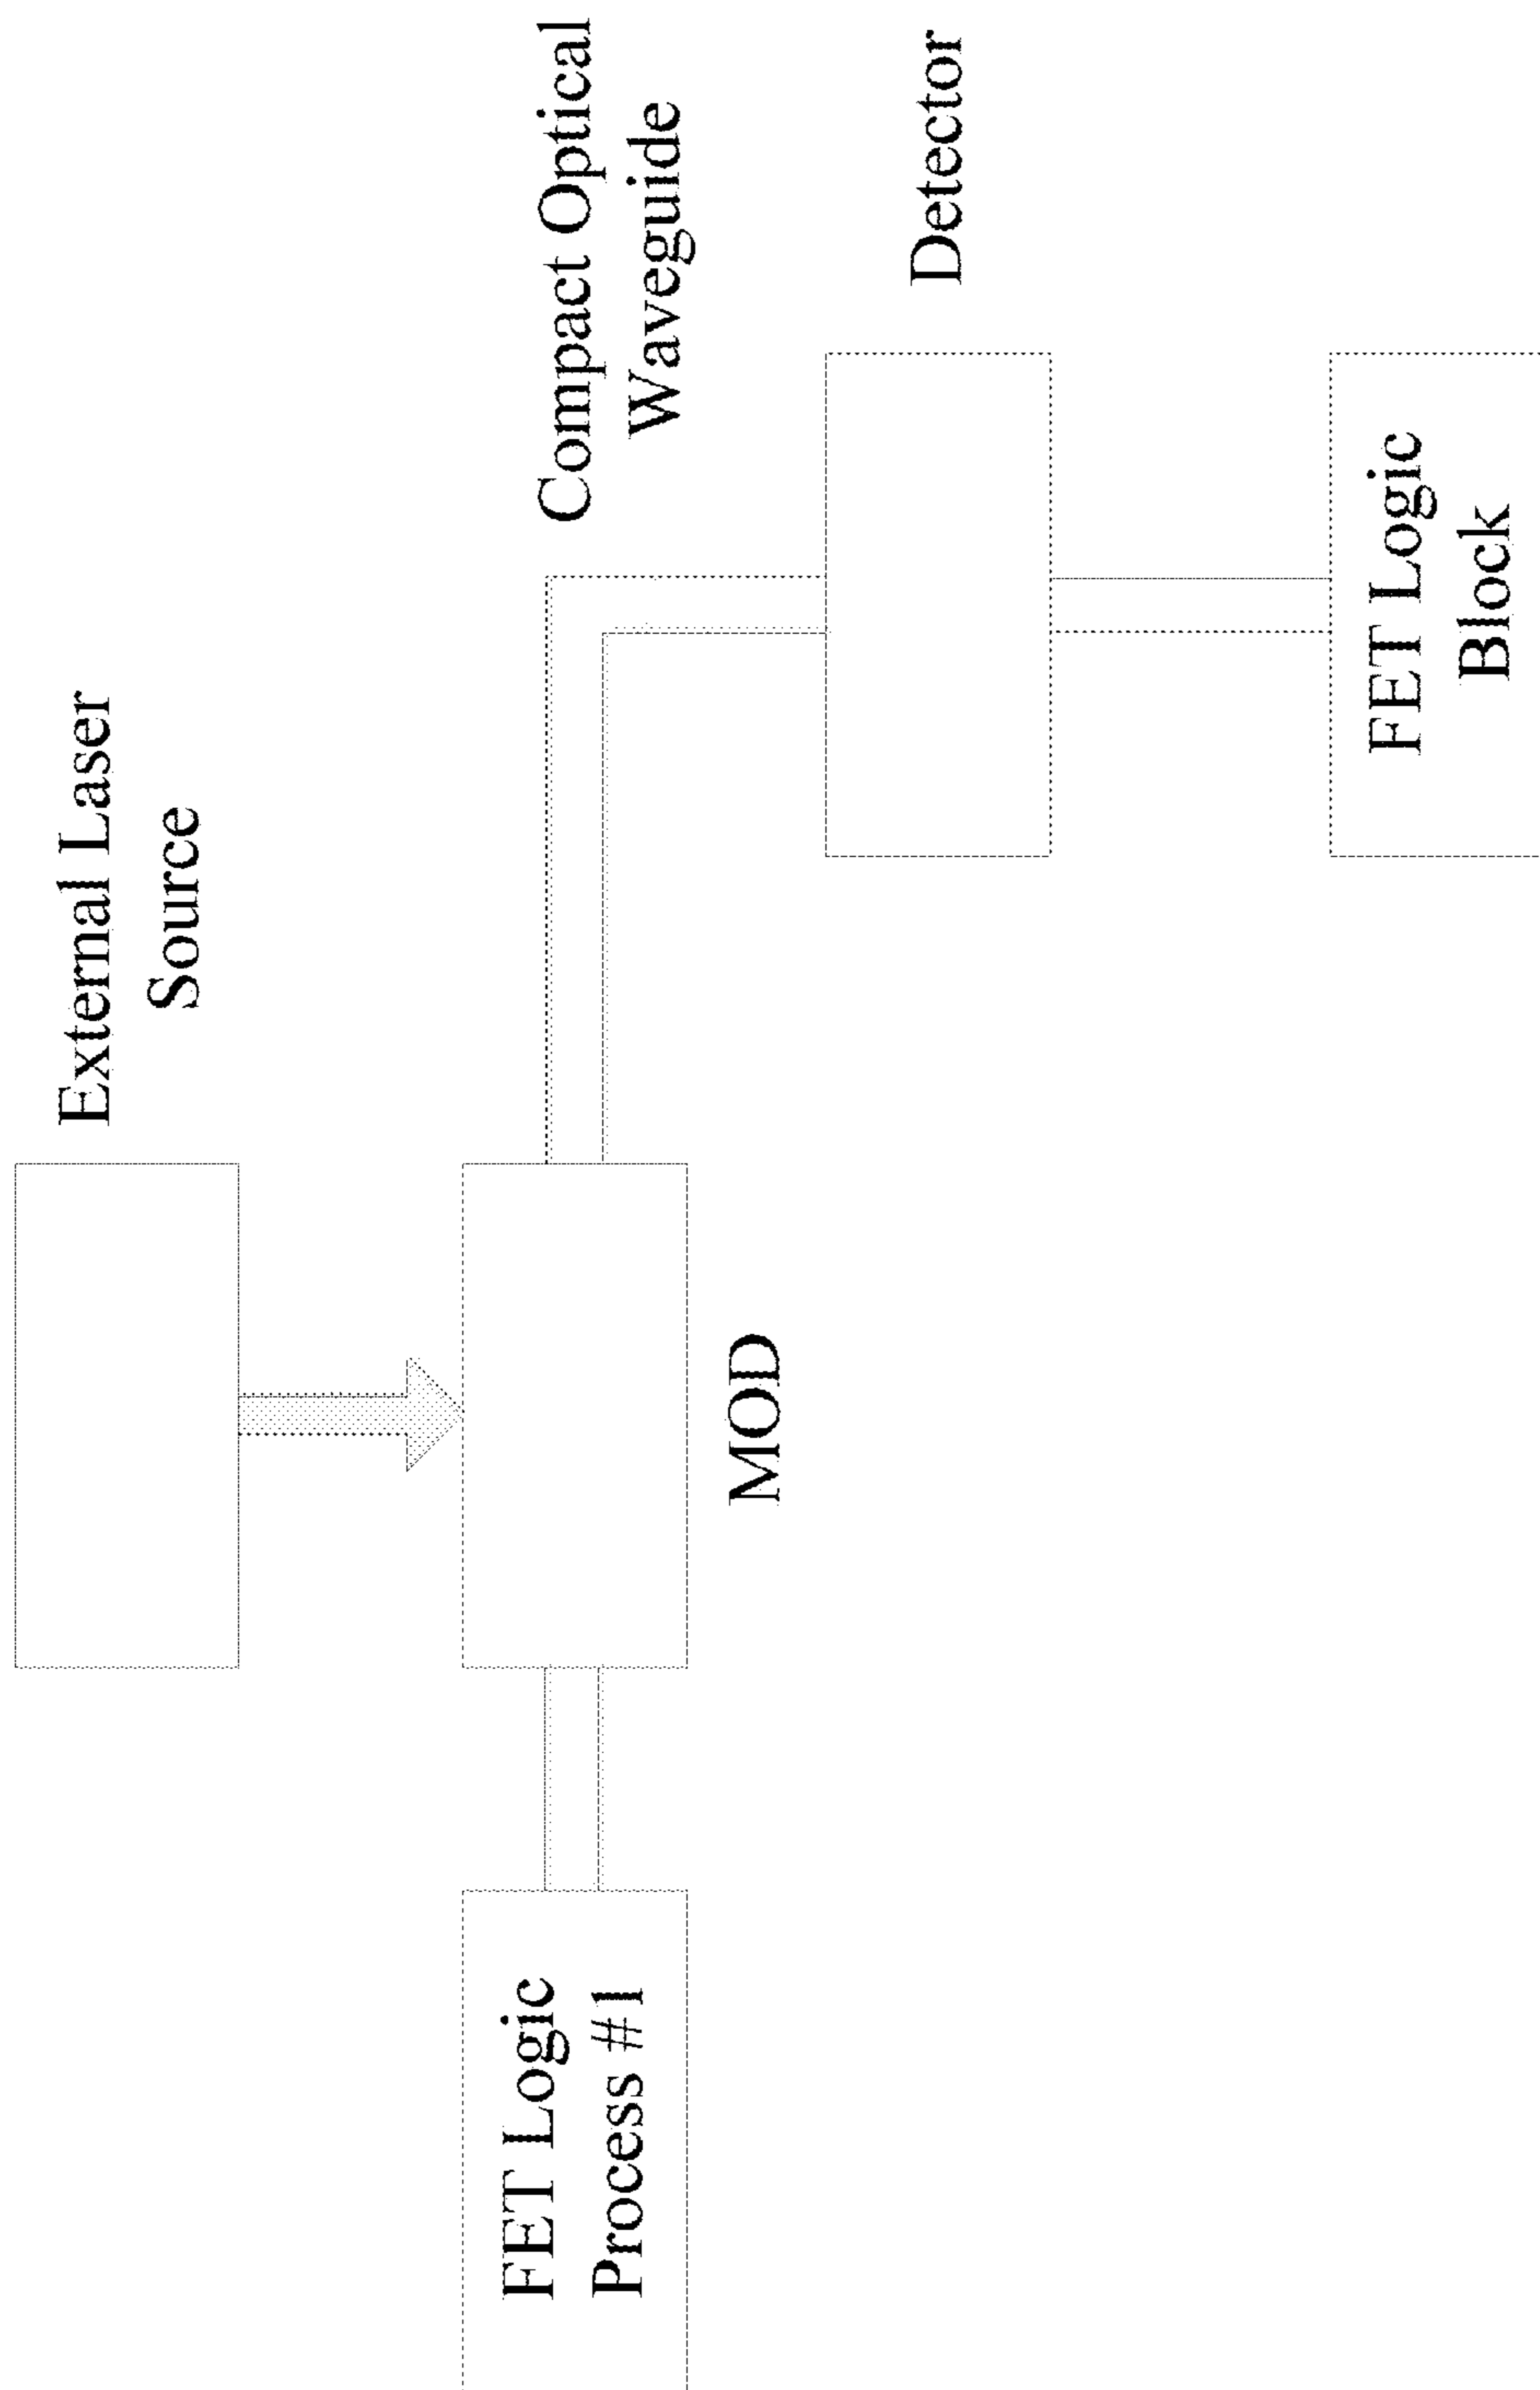 External Laser
Source
Compact Optical
Waveguide
FET Logic
Process #1
MOD
Detector
FET Logic
Block